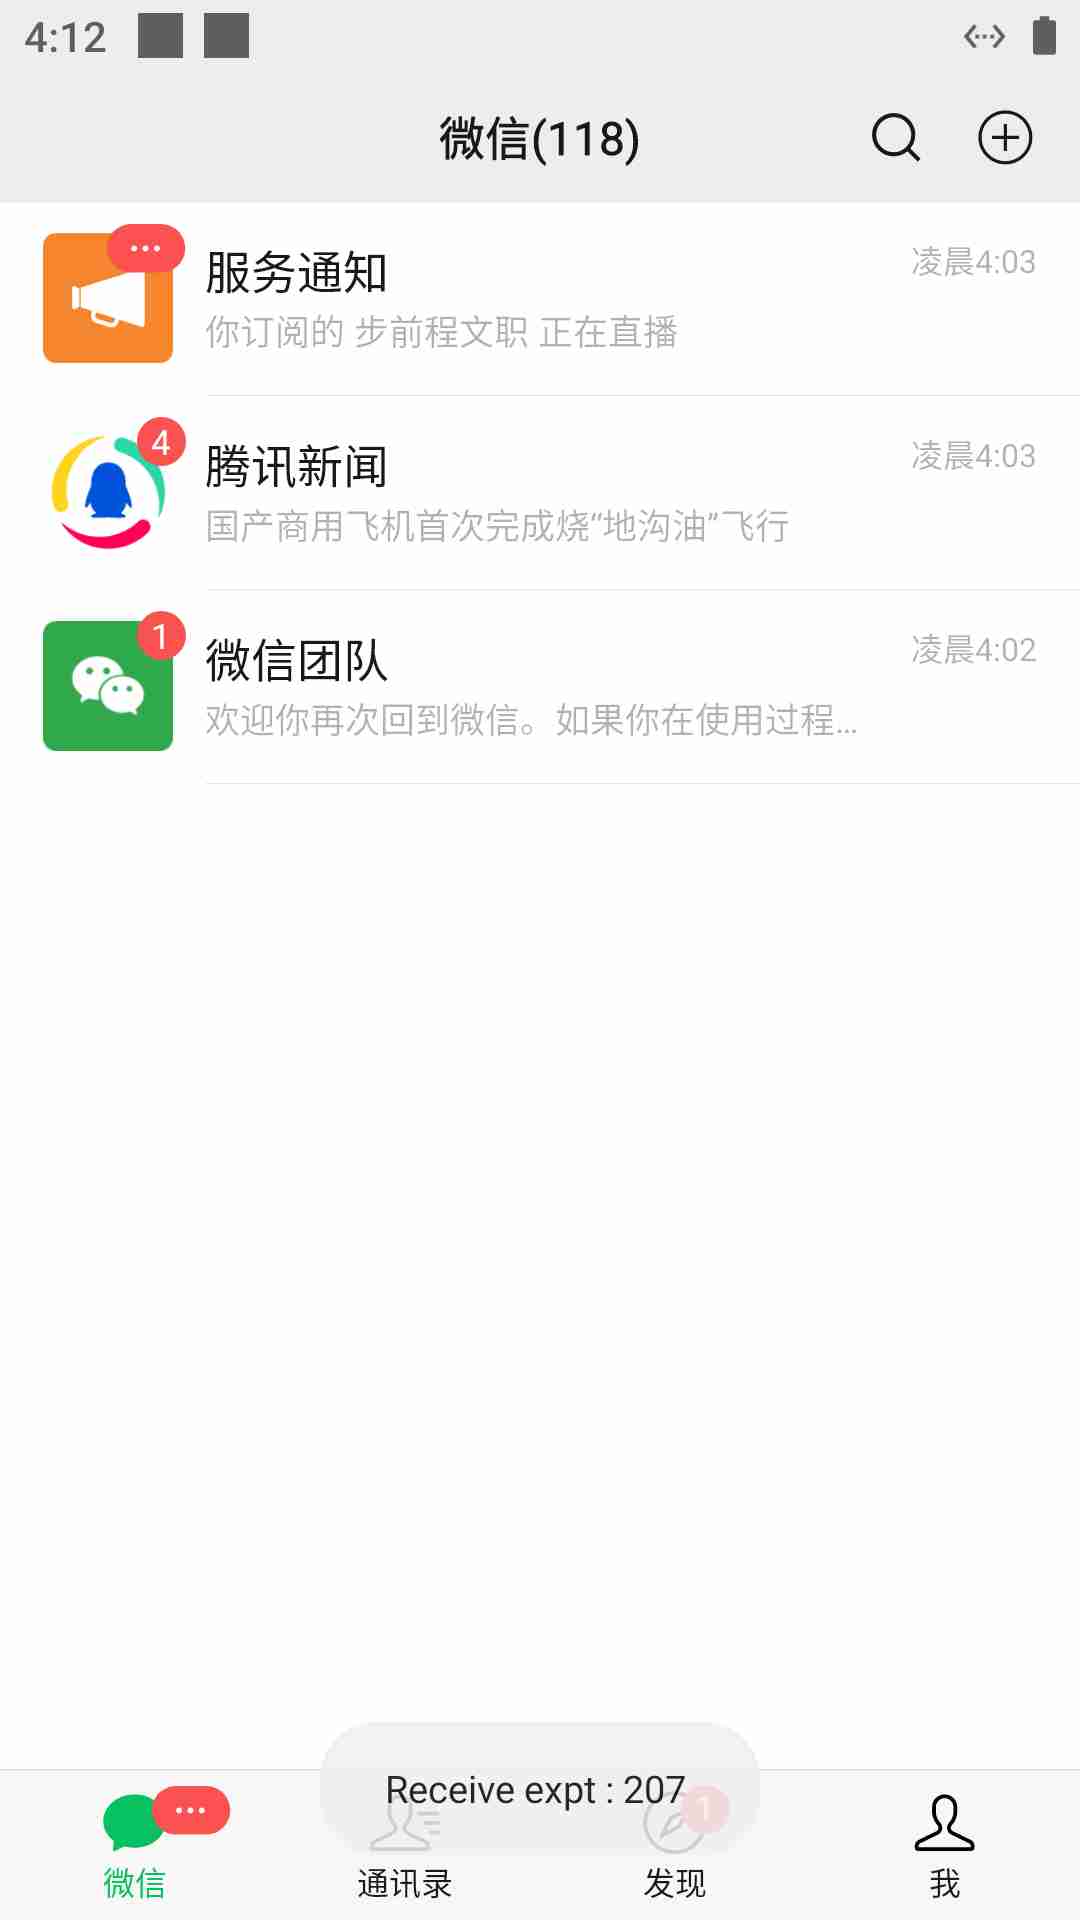 4:12
微信(118)
服务通知
凌晨4:03
你订阅的 步前程文职 正在直播
4
腾讯新闻
凌晨4:03
国产商用飞机首次完成烧“地沟油”飞行
1
微信团队
凌晨4:02
欢迎你再次回到微信。如果你在使用过程...
Receive expt : 207
1
微信
通讯录
发现
我